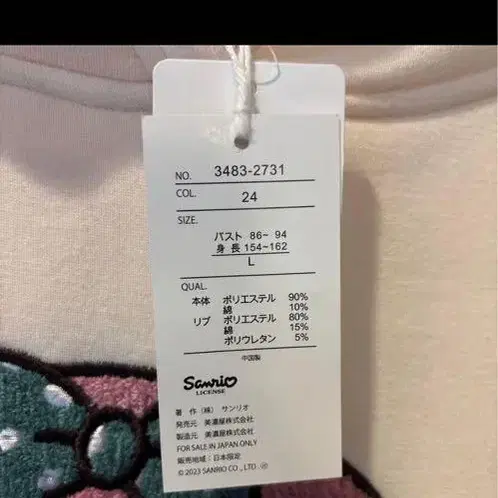 NO. 3483-2731
COL. 24
SIZE.
バスト 86~ 94
身 長 154~162
L
QUAL.
本体 ポリエステル 90%
綿 10%
リブ ポリエステル 80%
綿 15%
ポリウレタン 5%
中国製
Sanrio
LICENSE
著 作 (株) サンリオ
発売元 美濃屋株式会社
製造元 美濃屋株式会社
FOR SALE IN JAPAN ONLY
販売地域:日本限定
© 2023 SANRIO CO., LTD.